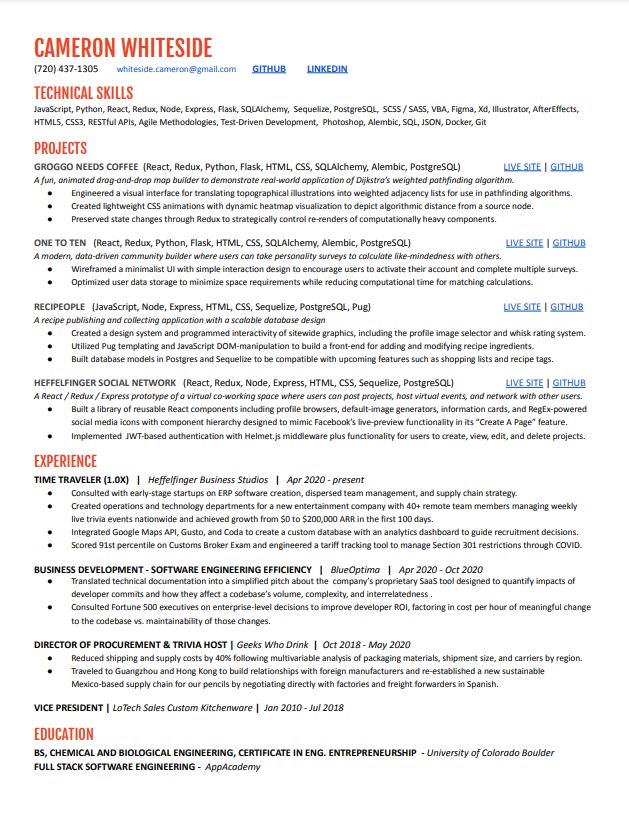 CAMERON WHITESIDE
(720) 437-1305 whiteside.cameron@gmail.com GITHUB LINKEDIN
TECHNICAL SKILLS
JavaScript, Python, React, Redux, Node, Express, Flask, SQLAlchemy, Sequelize, PostgreSQL, SCSS / SASS, VBA, Figma, Xd, Illustrator, AfterEffects,
HTML5, CSS3, RESTful APIs, Agile Methodologies, Test-Driven Development, Photoshop, Alembic, SQL, JSON, Docker, Git
PROJECTS
GROGGO NEEDS COFFEE (React, Redux, Python, Flask, HTML, CSS, SQLAlchemy, Alembic, PostgreSQL) LIVE SITE | GITHUB
A fun, animated drag-and-drop map builder to demonstrate real-world application of Dijkstra's weighted pathfinding algorithm.
● Engineered a visual interface for translating topographical illustrations into weighted adjacency lists for use in pathfinding algorithms.
● Created lightweight CSS animations with dynamic heatmap visualization to depict algorithmic distance from a source node.
● Preserved state changes through Redux to strategically control re-renders of computationally heavy components.
ONE TO TEN (React, Redux, Python, Flask, HTML, CSS, SQLAlchemy, Alembic, PostgreSQL) LIVE SITE | GITHUB
A modern, data-driven community builder where users can take personality surveys to calculate like-mindedness with others.
● Wireframed a minimalist UI with simple interaction design to encourage users to activate their account and complete multiple surveys.
● Optimized user data storage to minimize space requirements while reducing computational time for matching calculations.
RECIPEOPLE (JavaScript, Node, Express, HTML, CSS, Sequelize, PostgreSQL, Pug) LIVE SITE | GITHUB
A recipe publishing and collecting application with a scalable database design
● Created a design system and programmed interactivity of sitewide graphics, including the profile image selector and whisk rating system.
● Utilized Pug templating and JavaScript DOM-manipulation to build a front-end for adding and modifying recipe ingredients.
● Built database models in Postgres and Sequelize to be compatible with upcoming features such as shopping lists and recipe tags.
HEFFELFINGER SOCIAL NETWORK (React, Redux, Node, Express, HTML, CSS, Sequelize, PostgreSQL) LIVE SITE | GITHUB
A React / Redux / Express prototype of a virtual co-working space where users can post projects, host virtual events, and network with other users.
● Built a library of reusable React components including profile browsers, default-image generators, information cards, and RegEx-powered
social media icons with component hierarchy designed to mimic Facebook's live-preview functionality in its "Create A Page" feature.
● Implemented JWT-based authentication with Helmet.js middleware plus functionality for users to create, view, edit, and delete projects.
EXPERIENCE
TIME TRAVELER (1.0X) | Heffelfinger Business Studios | Apr 2020 - present
● Consulted with early-stage startups on ERP software creation, dispersed team management, and supply chain strategy.
● Created operations and technology departments for a new entertainment company with 40+ remote team members managing weekly
live trivia events nationwide and achieved growth from $0 to $200,000 ARR in the first 100 days.
● Integrated Google Maps API, Gusto, and Coda to create a custom database with an analytics dashboard to guide recruitment decisions.
● Scored 91st percentile on Customs Broker Exam and engineered a tariff tracking tool to manage Section 301 restrictions through COVID.
BUSINESS DEVELOPMENT - SOFTWARE ENGINEERING EFFICIENCY | BlueOptima | Apr 2020 - Oct 2020
● Translated technical documentation into a simplified pitch about the company's proprietary SaaS tool designed to quantify impacts of
developer commits and how they affect a codebase's volume, complexity, and interrelatedness .
● Consulted Fortune 500 executives on enterprise-level decisions to improve developer ROI, factoring in cost per hour of meaningful change
to the codebase vs. maintainability of those changes.
DIRECTOR OF PROCUREMENT & TRIVIA HOST | Geeks Who Drink | Oct 2018 - May 2020
● Reduced shipping and supply costs by 40% following multivariable analysis of packaging materials, shipment size, and carriers by region.
● Traveled to Guangzhou and Hong Kong to build relationships with foreign manufacturers and re-established a new sustainable
Mexico-based supply chain for our pencils by negotiating directly with factories and freight forwarders in Spanish.
VICE PRESIDENT | LoTech Sales Custom Kitchenware | Jan 2010 - Jul 2018
EDUCATION
BS, CHEMICAL AND BIOLOGICAL ENGINEERING, CERTIFICATE IN ENG. ENTREPRENEURSHIP - University of Colorado Boulder
FULL STACK SOFTWARE ENGINEERING - AppAcademy